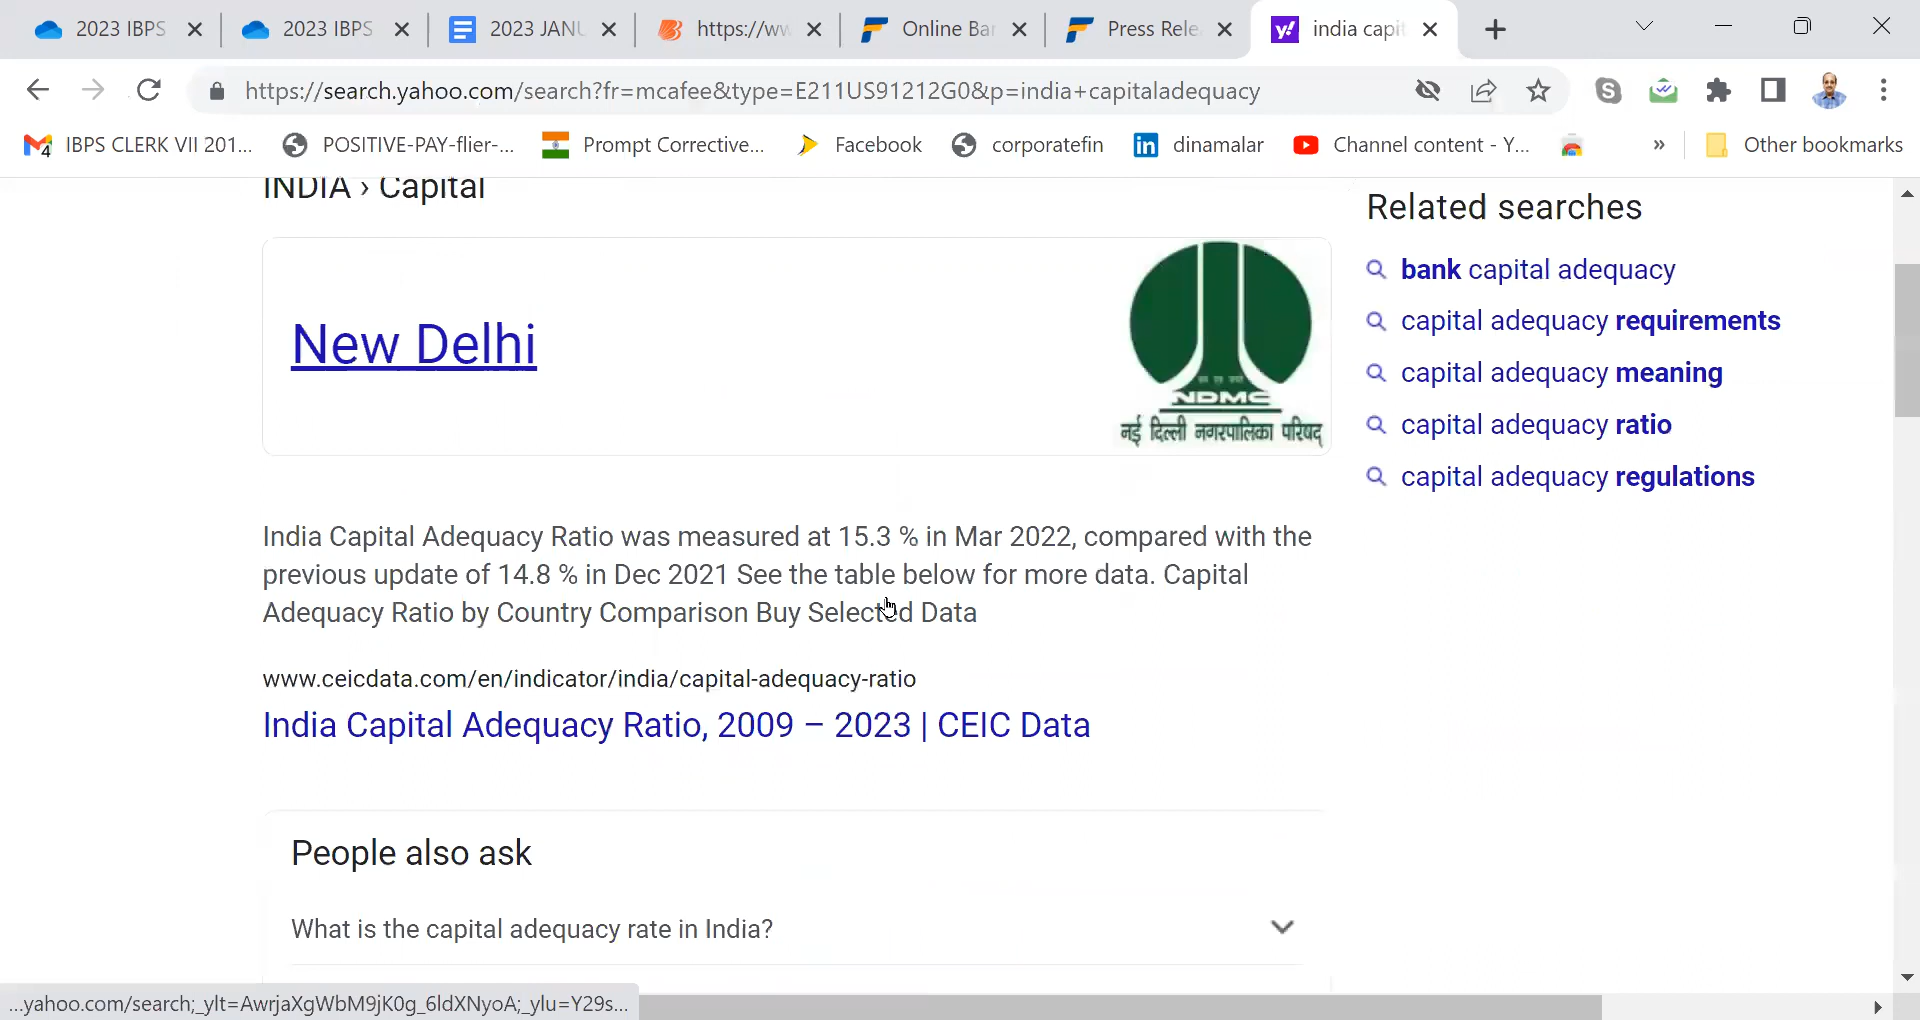 2023 IBPS
2023 IBPS
2023 JANU
https://ww
Online Bar
Press Rele
y!
india capit
https://search.yahoo.com/search?fr=mcafee&type=E211US91212G0&p=india+capitaladequacy
IBPS CLERK VII 201...
POSITIVE-PAY-flier-...
Prompt Corrective...
Facebook
corporatefin
in
dinamalar
Channel content - Y...
»
Other bookmarks
INDIA › Capital
New Delhi
NDMC
नई दिल्ली नगरपालिका परिषद्
Related searches
bank capital adequacy
capital adequacy requirements
capital adequacy meaning
capital adequacy ratio
capital adequacy regulations
India Capital Adequacy Ratio was measured at 15.3 % in Mar 2022, compared with the
previous update of 14.8 % in Dec 2021 See the table below for more data. Capital
Adequacy Ratio by Country Comparison Buy Selected Data
www.ceicdata.com/en/indicator/india/capital-adequacy-ratio
India Capital Adequacy Ratio, 2009 – 2023 | CEIC Data
People also ask
What is the capital adequacy rate in India?
...yahoo.com/search;_ylt=AwrjaXgWbM9jK0g_6ldXNyoA;_ylu=Y29s...